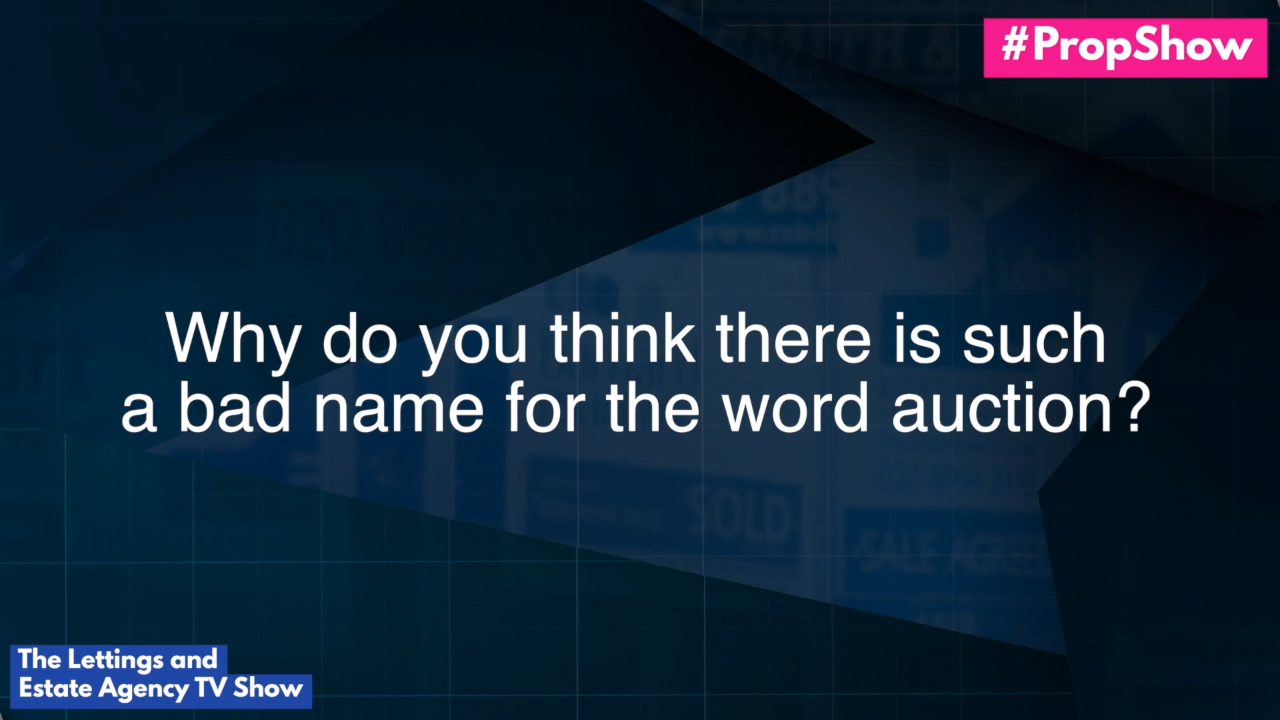 #PropShow
Why do you think there is such
a bad name for the word auction?
SOLD
The Lettings and
Estate Agency TV Show